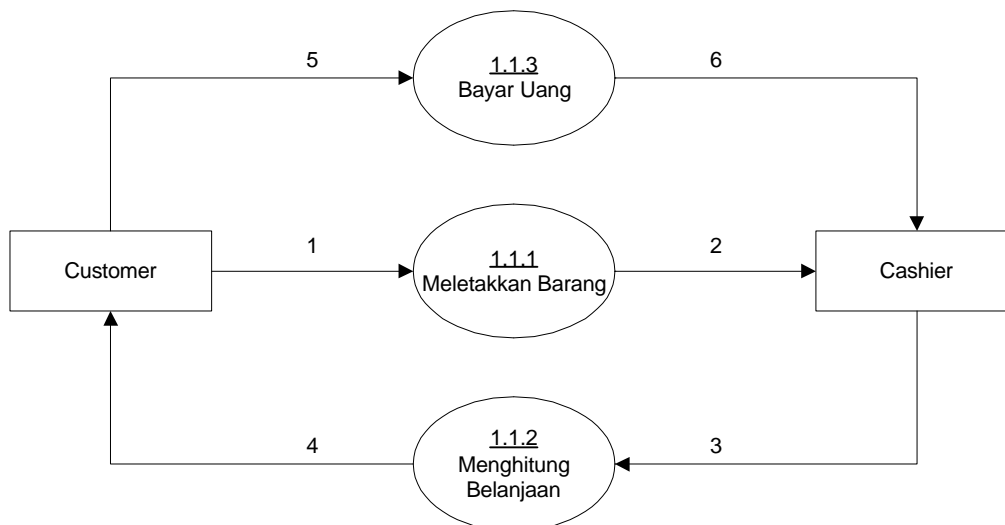 5
1.1.3
Bayar Uang
6
Customer
1
1.1.1
Meletakkan Barang
2
Cashier
4
1.1.2
Menghitung
Belanjaan
3